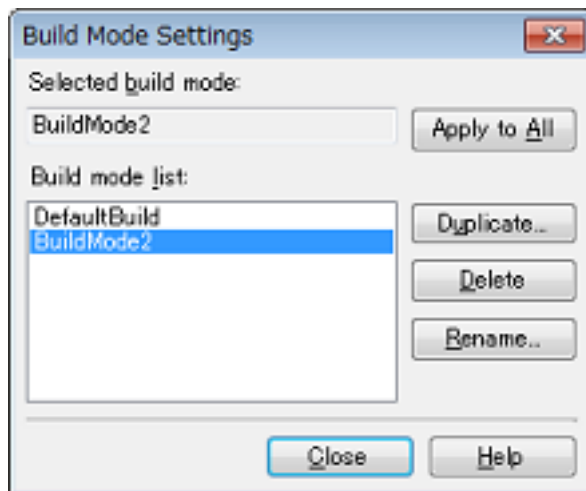 Build Mode Settings
Selected build mode:
BuildMode2
Apply to All
Build mode list:
DefaultBuild
BuildMode2
Duplicate...
Delete
Rename...
Close
Help